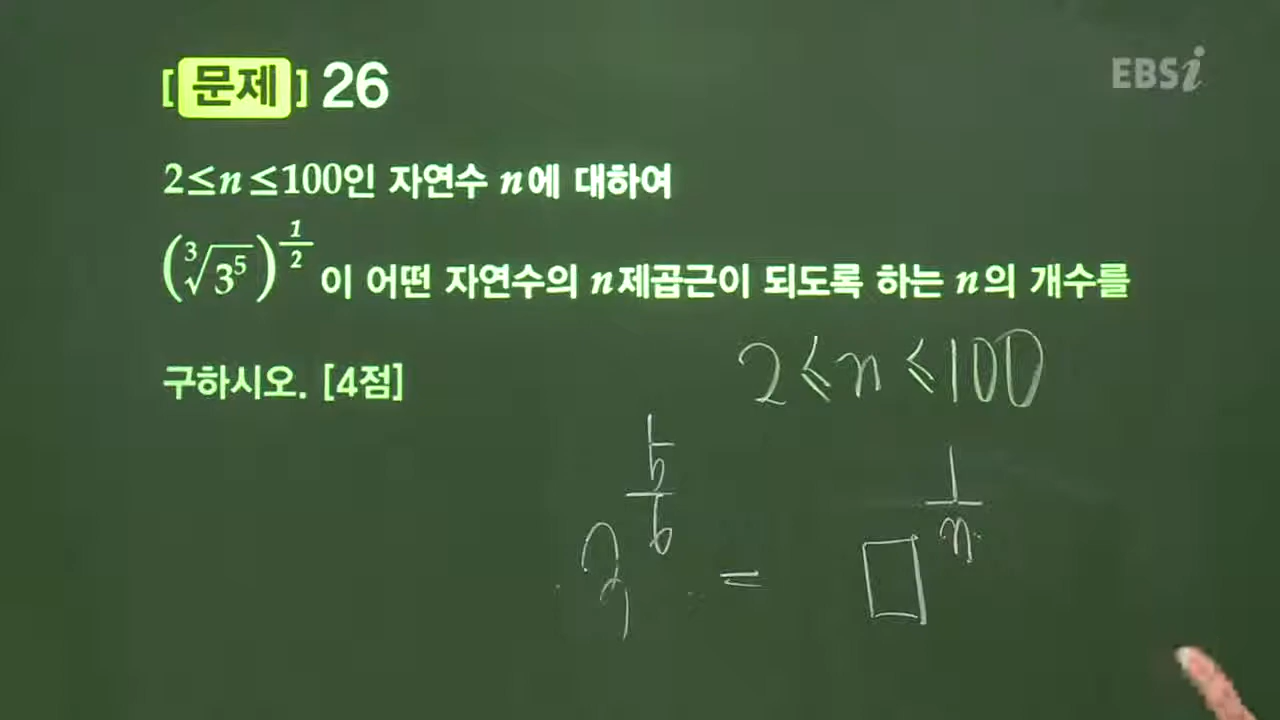 [문제] 26
EBSi
2≤n≤100인 자연수 n에 대하여
(∛3⁵)^(1/2) 이 어떤 자연수의 n제곱근이 되도록 하는 n의 개수를
구하시오. [4점]
2≤n≤100
3^(5/6) = □^(1/n)